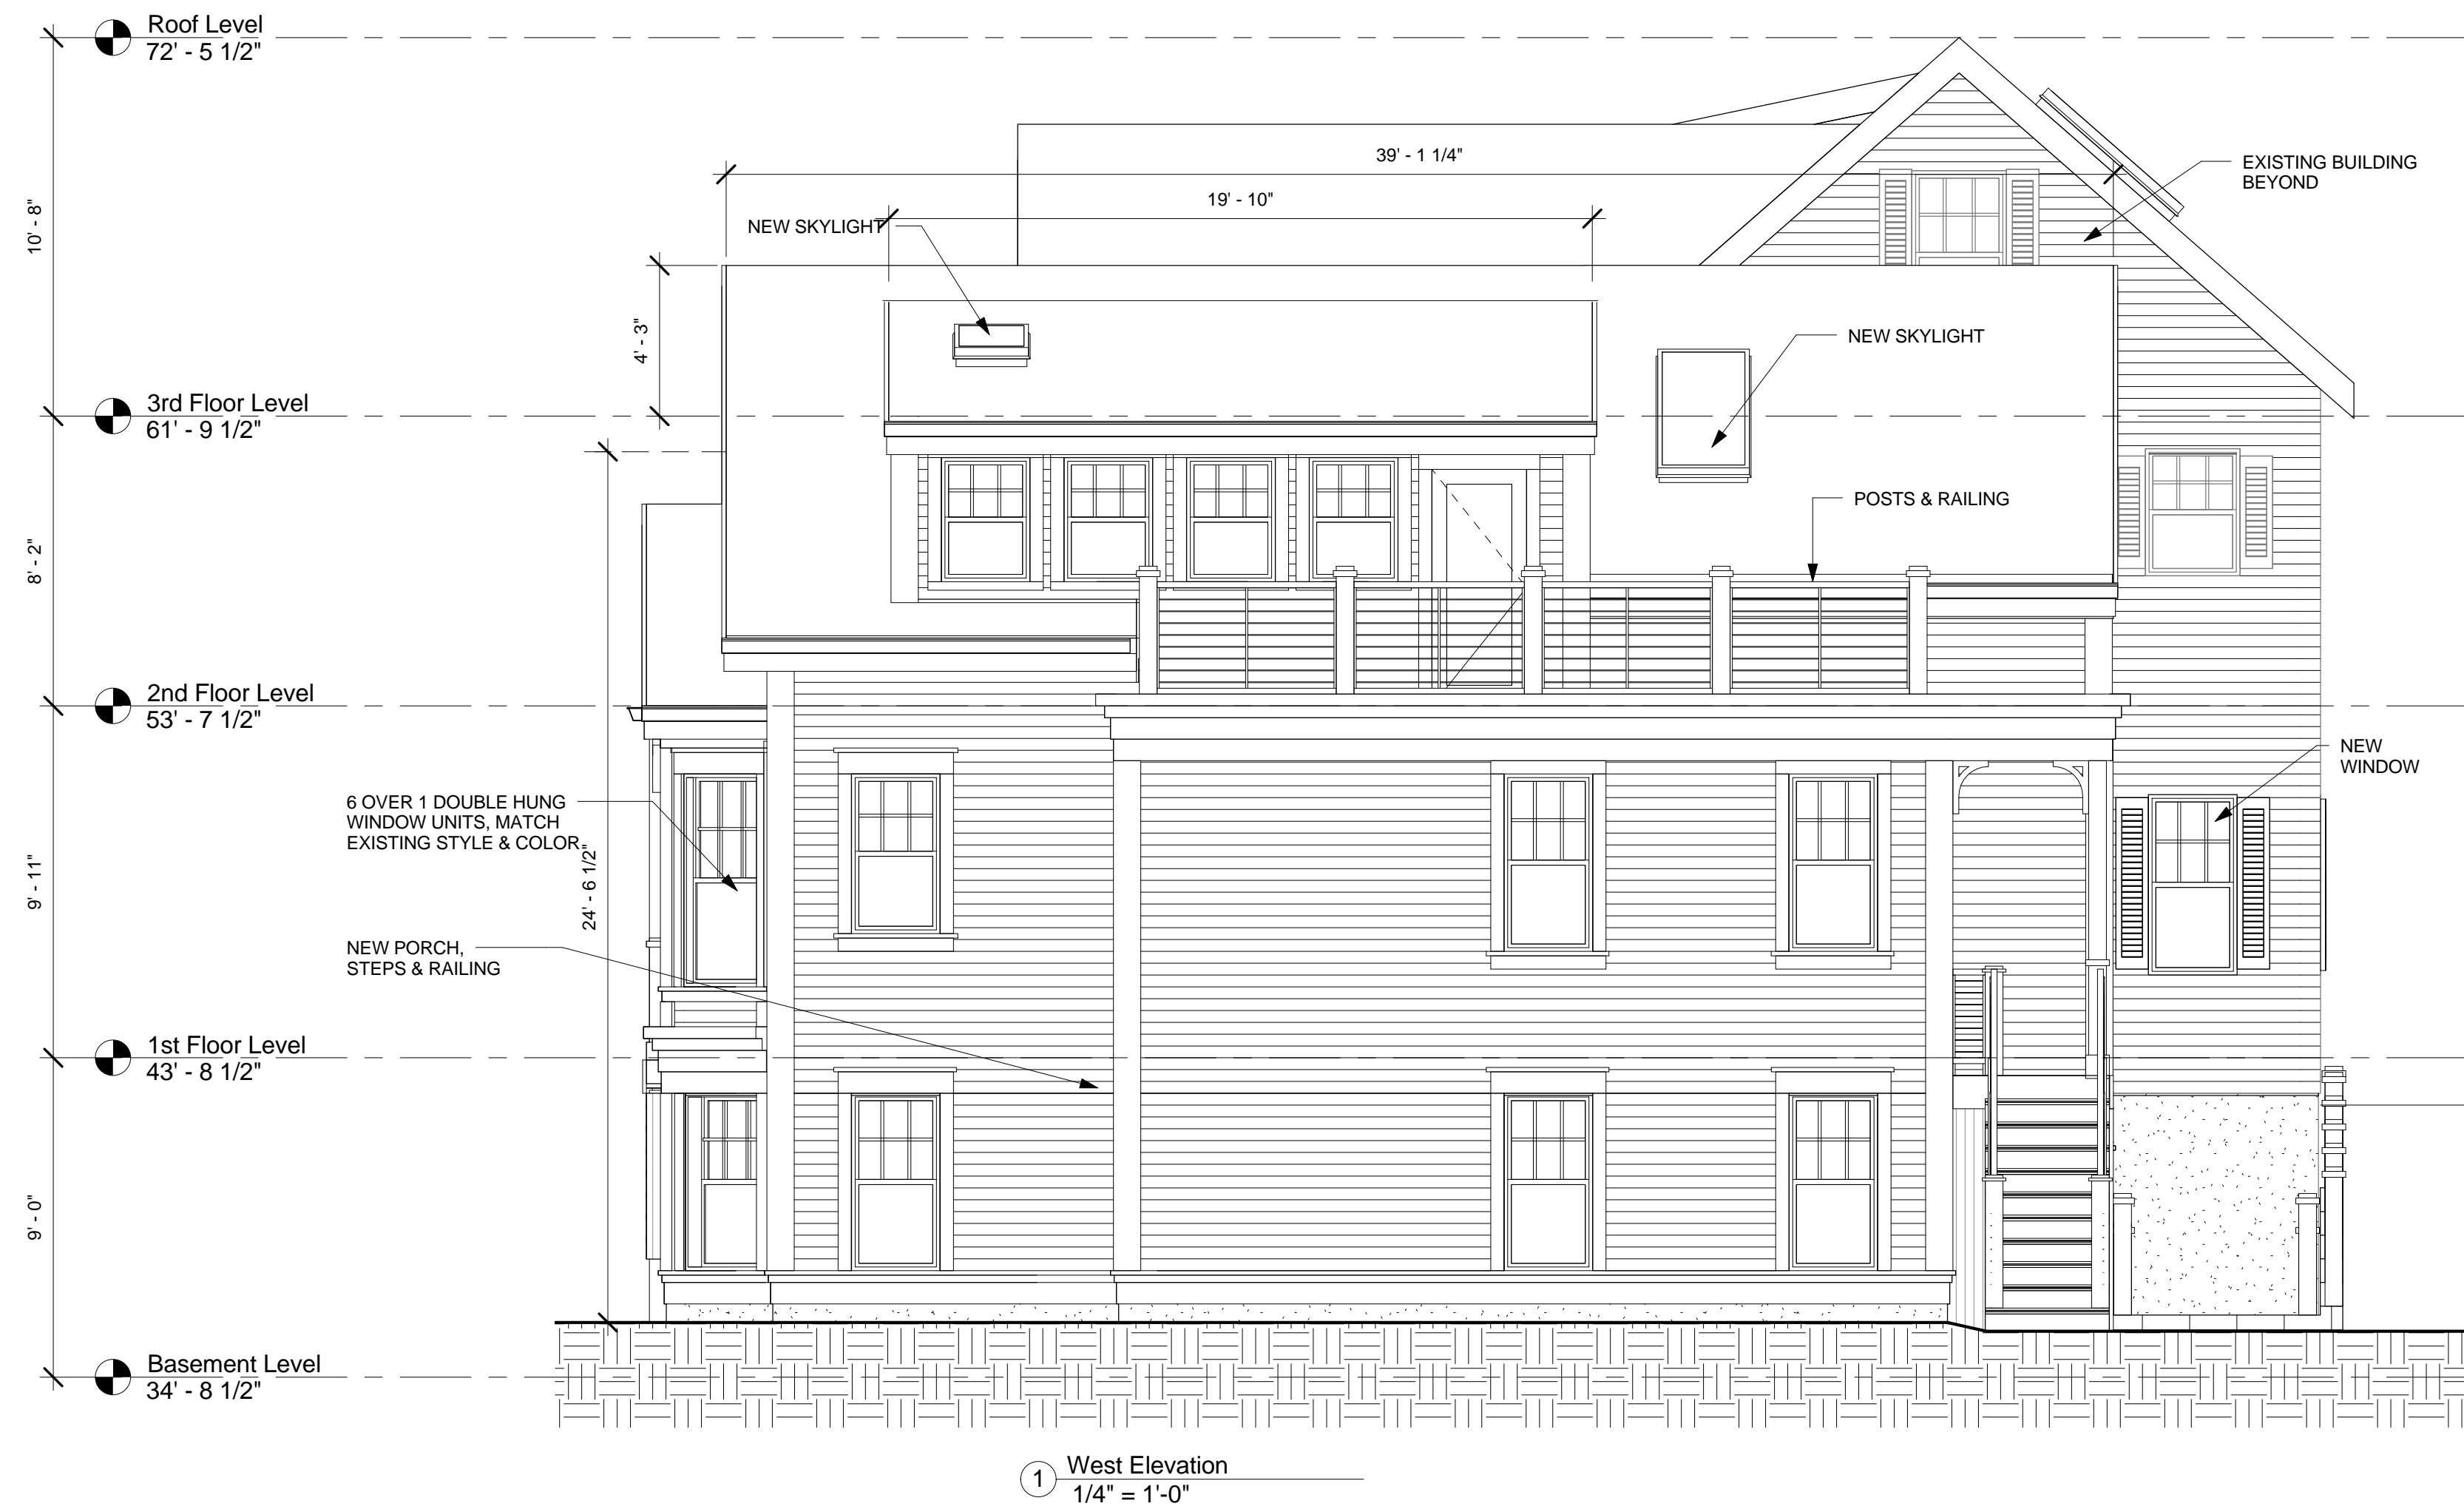 Roof Level
72' - 5 1/2"
39' - 1 1/4"
EXISTING BUILDING
BEYOND
19' - 10"
NEW SKYLIGHT
10' - 8"
4' - 3"
NEW SKYLIGHT
3rd Floor Level
61' - 9 1/2"
POSTS & RAILING
8' - 2"
2nd Floor Level
53' - 7 1/2"
NEW
WINDOW
6 OVER 1 DOUBLE HUNG
WINDOW UNITS, MATCH
EXISTING STYLE & COLOR.
24' - 6 1/2"
9' - 11"
NEW PORCH,
STEPS & RAILING
1st Floor Level
43' - 8 1/2"
9' - 0"
Basement Level
34' - 8 1/2"
1
West Elevation
1/4" = 1'-0"